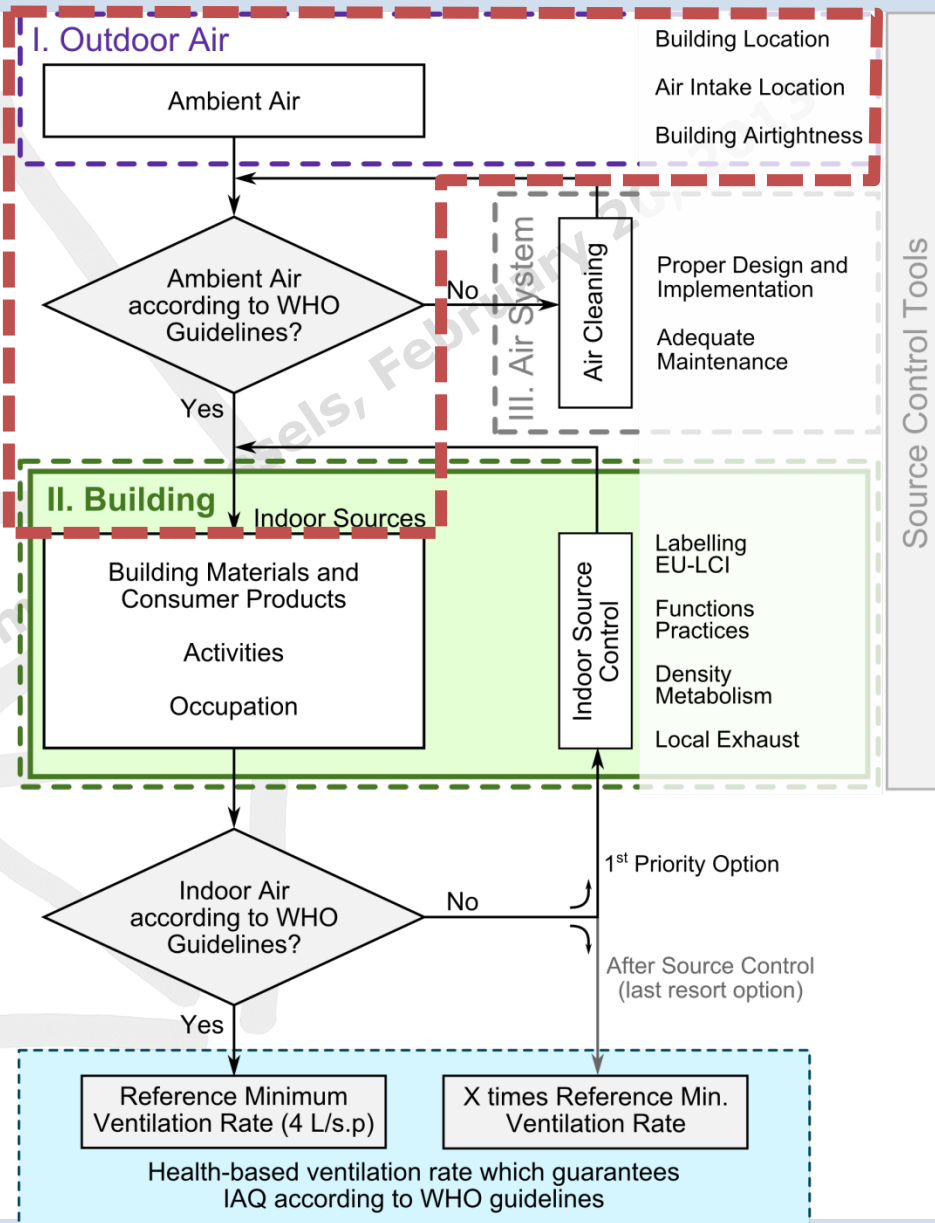 I. Outdoor Air
Ambient Air
Building Location
Air Intake Location
Building Airtightness
Ambient Air
according to WHO
Guidelines?
No
Yes
III. Air System
Air Cleaning
Proper Design and
Implementation
Adequate
Maintenance
Source Control Tools
sels, February 20, 2013
II. Building
Indoor Sources
Building Materials and
Consumer Products
Activities
Occupation
Indoor Source
Control
Labelling
EU-LCI
Functions
Practices
Density
Metabolism
Local Exhaust
Indoor Air
according to WHO
Guidelines?
No
Yes
1st Priority Option
After Source Control
(last resort option)
Reference Minimum
Ventilation Rate (4 L/s.p)
X times Reference Min.
Ventilation Rate
Health-based ventilation rate which guarantees
IAQ according to WHO guidelines